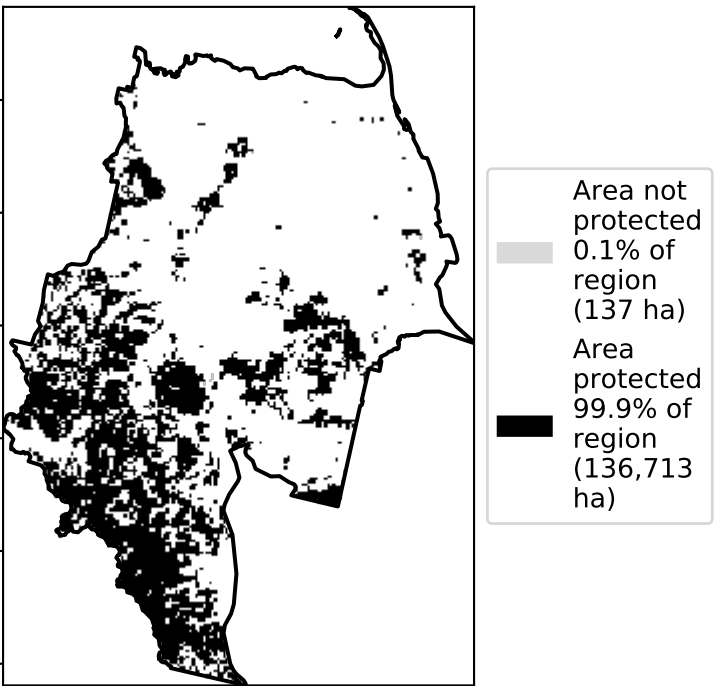 Area not
protected
0.1% of
region
(137 ha)
Area
protected
99.9% of
region
(136,713
ha)